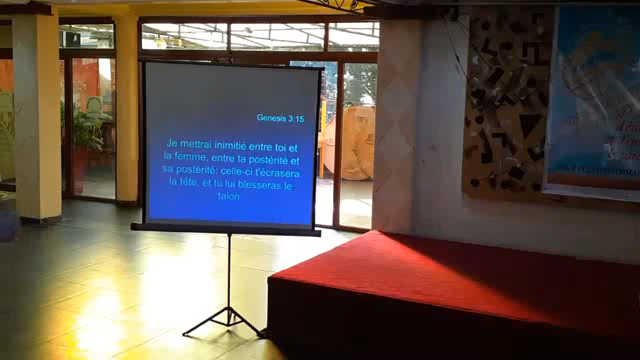 Genesis 3:15
Je mettrai inimitié entre toi et
la femme, entre ta postérité et
sa postérité: celle-ci t'écrasera
la tête, et tu lui blesseras le
talon